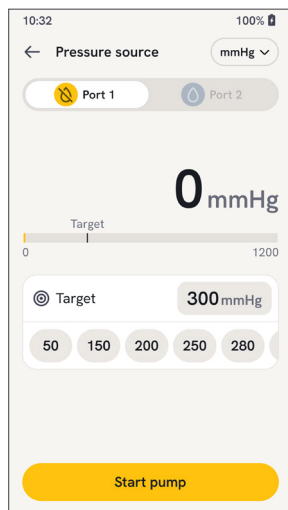 10:32 100%
Pressure source mmHg
Port 1 Port 2
0 mmHg
Target
0 1200
Target 300 mmHg
50 150 200 250 280
Start pump